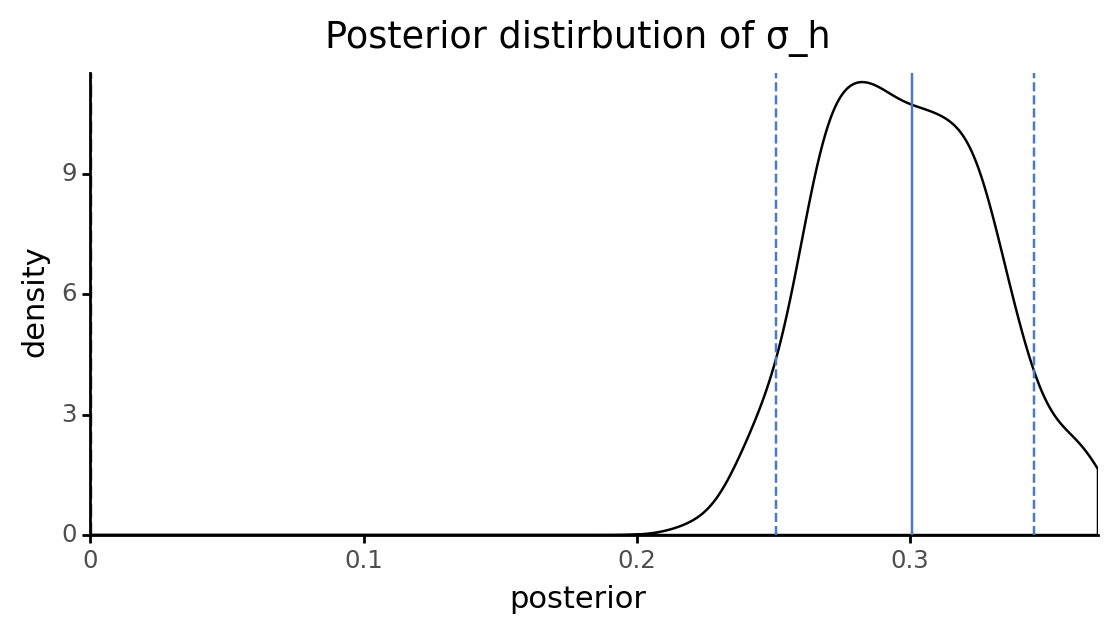 Posterior distirbution of σ_h
density
9
6
3
0
0
0.1
0.2
0.3
posterior